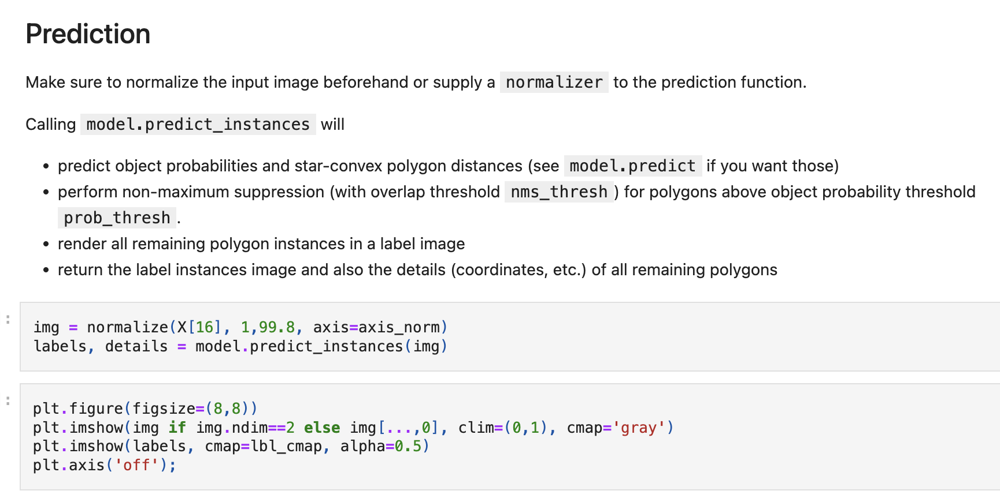 Prediction
Make sure to normalize the input image beforehand or supply a normalizer to the prediction function.
Calling model.predict_instances will
• predict object probabilities and star-convex polygon distances (see model.predict if you want those)
• perform non-maximum suppression (with overlap threshold nms_thresh ) for polygons above object probability threshold
prob_thresh .
• render all remaining polygon instances in a label image
• return the label instances image and also the details (coordinates, etc.) of all remaining polygons
:
img = normalize(X[16], 1,99.8, axis=axis_norm)
labels, details = model.predict_instances(img)
:
plt.figure(figsize=(8,8))
plt.imshow(img if img.ndim==2 else img[...,0], clim=(0,1), cmap='gray')
plt.imshow(labels, cmap=lbl_cmap, alpha=0.5)
plt.axis('off');